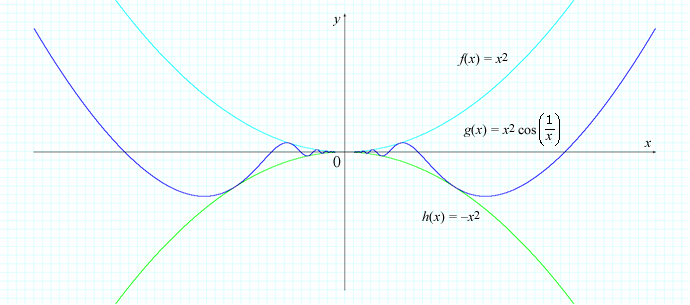 y
f(x) = x²
g(x) = x² cos(1/x)
x
0
h(x) = –x²